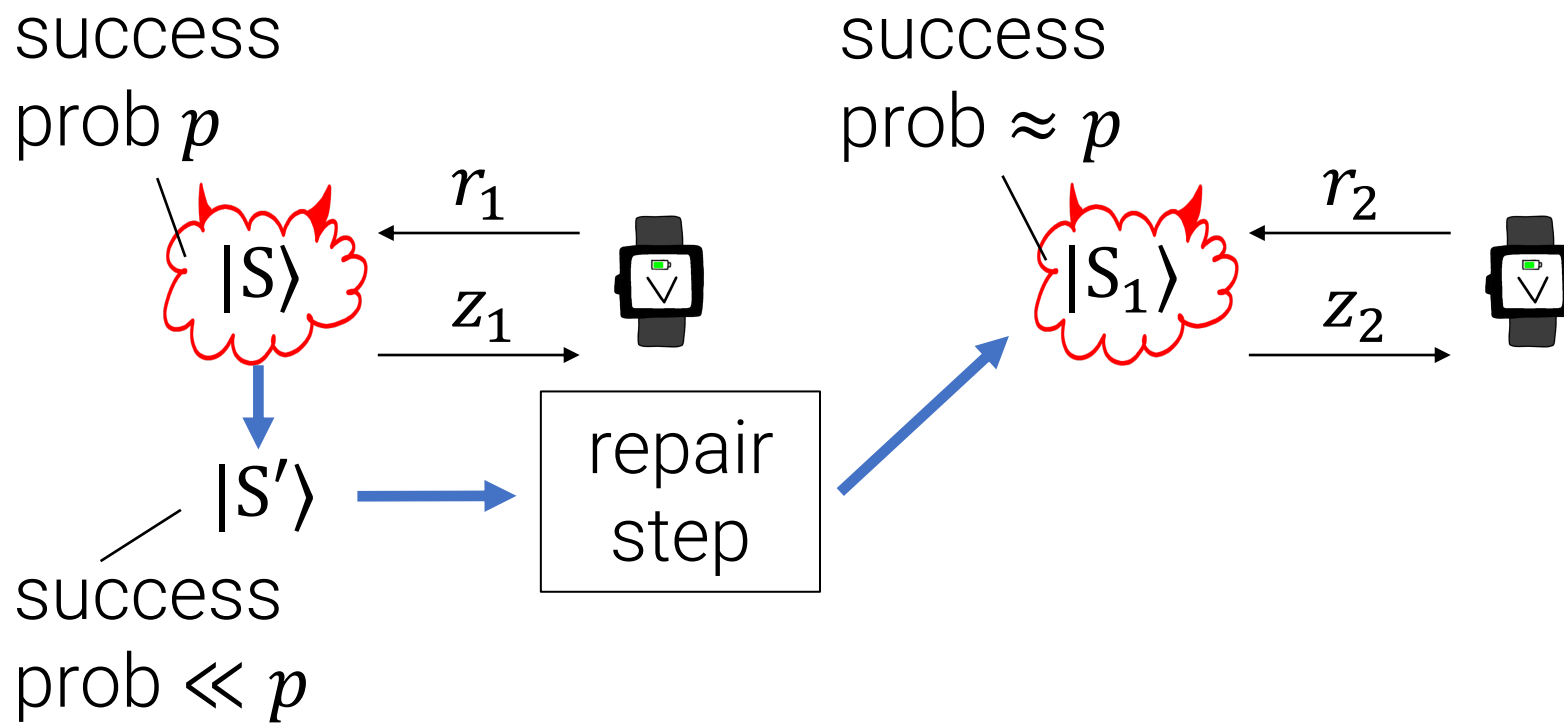 success
prob p
r₁
|S⟩
V
z₁
|S′⟩
success
prob ≪ p
repair
step
success
prob ≈ p
r₂
|S₁⟩
V
z₂